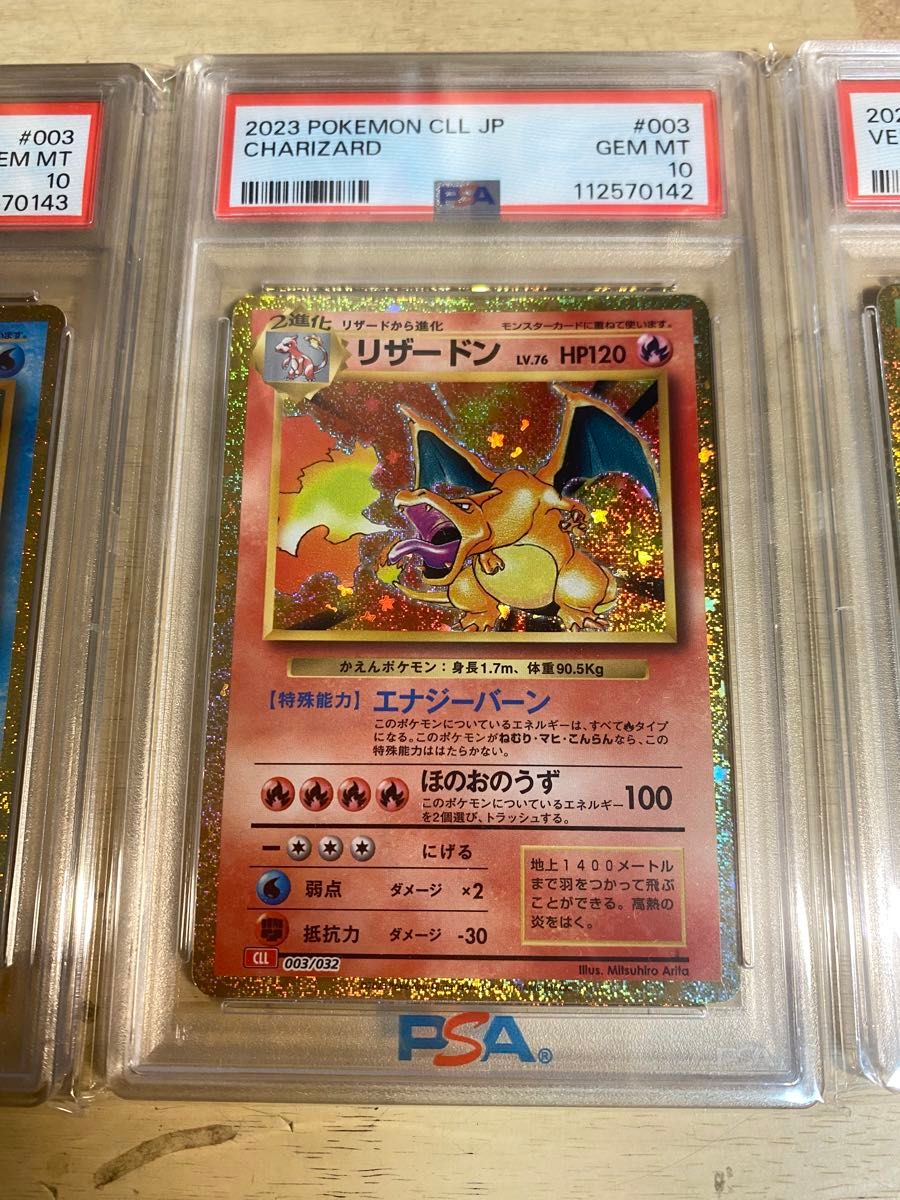 #003
EM MT
10
570143
2023 POKEMON CLL JP
#003
CHARIZARD
GEM MT
10
PSA
112570142
202
VE
2進化
リザードから進化
モンスターカードに重ねて使います。
リザードン
LV.76
HP120
かえんポケモン：身長1.7m、体重90.5Kg
【特殊能力】エナジーバーン
このポケモンについているエネルギーは、すべて タイプ
になる。このポケモンがねむり・マヒ・こんらんなら、この
特殊能力ははたらかない。
ほのおのうず
このポケモンについているエネルギー
を2個選び、トラッシュする。
100
にげる
弱点 ダメージ ×2
抵抗力 ダメージ -30
地上1400メートル
まで羽をつかって飛ぶ
ことができる。高熱の
炎をはく。
CLL 003/032
Illus. Mitsuhiro Arita
PSA®